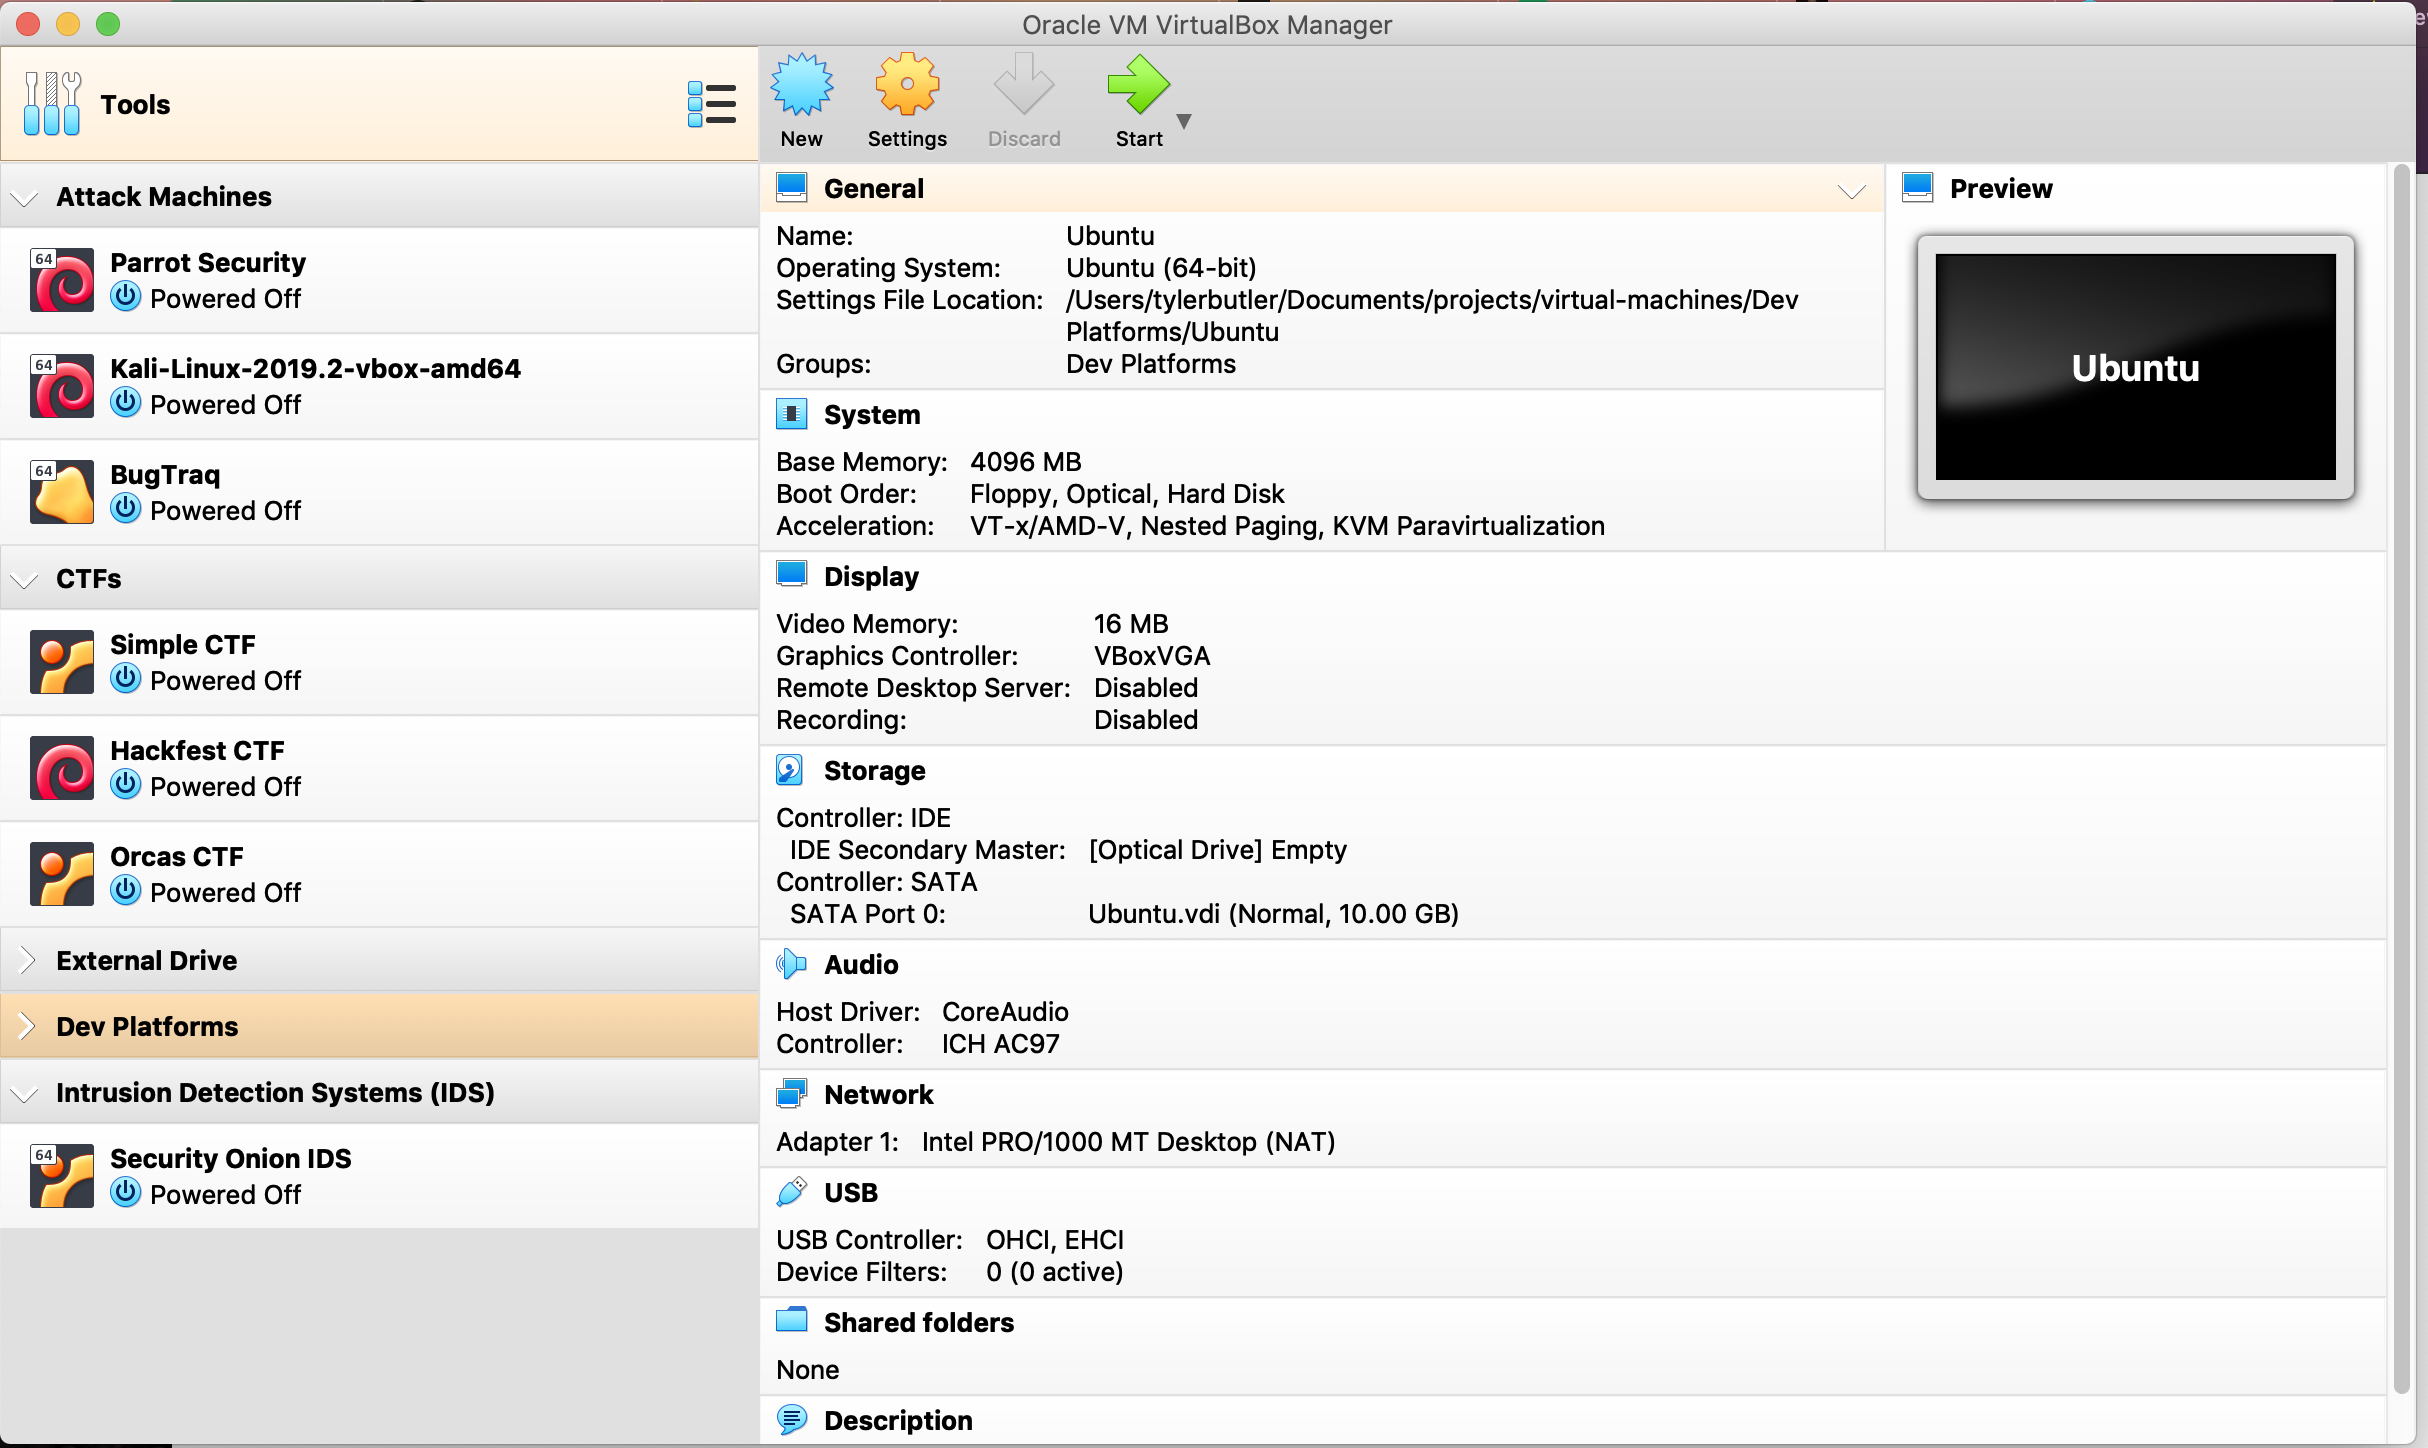 Oracle VM VirtualBox Manager
Tools
New
Settings
Discard
Start
Attack Machines
64
Parrot Security
Powered Off
64
Kali-Linux-2019.2-vbox-amd64
Powered Off
64
BugTraq
Powered Off
CTFs
Simple CTF
Powered Off
Hackfest CTF
Powered Off
Orcas CTF
Powered Off
External Drive
Dev Platforms
Intrusion Detection Systems (IDS)
64
Security Onion IDS
Powered Off
General
Name: Ubuntu
Operating System: Ubuntu (64-bit)
Settings File Location: /Users/tylerbutler/Documents/projects/virtual-machines/Dev
Platforms/Ubuntu
Groups: Dev Platforms
Preview
Ubuntu
System
Base Memory: 4096 MB
Boot Order: Floppy, Optical, Hard Disk
Acceleration: VT-x/AMD-V, Nested Paging, KVM Paravirtualization
Display
Video Memory: 16 MB
Graphics Controller: VBoxVGA
Remote Desktop Server: Disabled
Recording: Disabled
Storage
Controller: IDE
IDE Secondary Master: [Optical Drive] Empty
Controller: SATA
SATA Port 0: Ubuntu.vdi (Normal, 10.00 GB)
Audio
Host Driver: CoreAudio
Controller: ICH AC97
Network
Adapter 1: Intel PRO/1000 MT Desktop (NAT)
USB
USB Controller: OHCI, EHCI
Device Filters: 0 (0 active)
Shared folders
None
Description